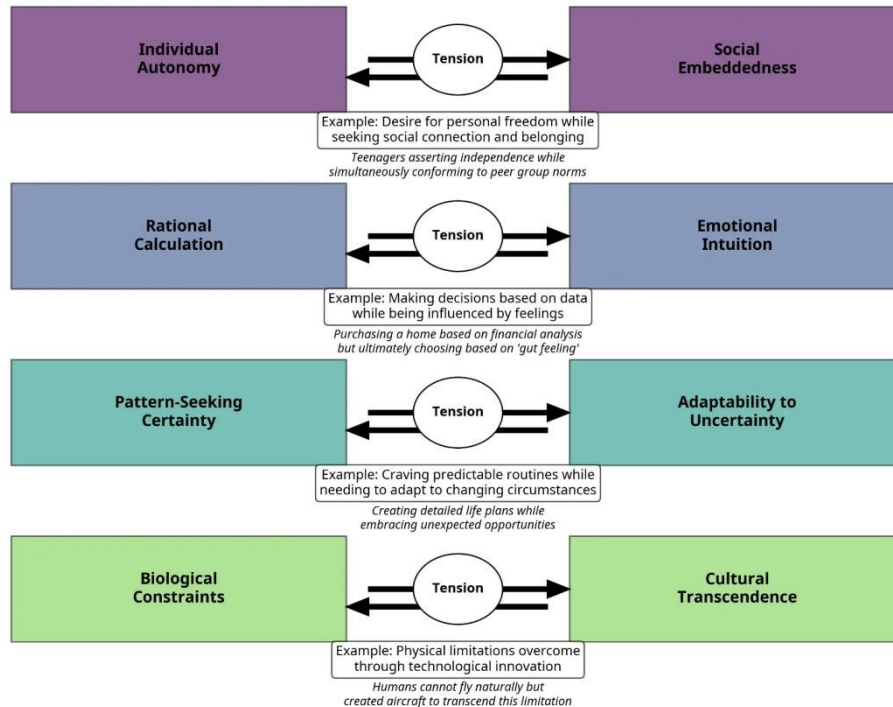 Individual
Autonomy
Tension
Social
Embeddedness
Example: Desire for personal freedom while
seeking social connection and belonging
Teenagers asserting independence while
simultaneously conforming to peer group norms
Rational
Calculation
Tension
Emotional
Intuition
Example: Making decisions based on data
while being influenced by feelings
Purchasing a home based on financial analysis
but ultimately choosing based on 'gut feeling'
Pattern-Seeking
Certainty
Tension
Adaptability to
Uncertainty
Example: Craving predictable routines while
needing to adapt to changing circumstances
Creating detailed life plans while
embracing unexpected opportunities
Biological
Constraints
Tension
Cultural
Transcendence
Example: Physical limitations overcome
through technological innovation
Humans cannot fly naturally but
created aircraft to transcend this limitation